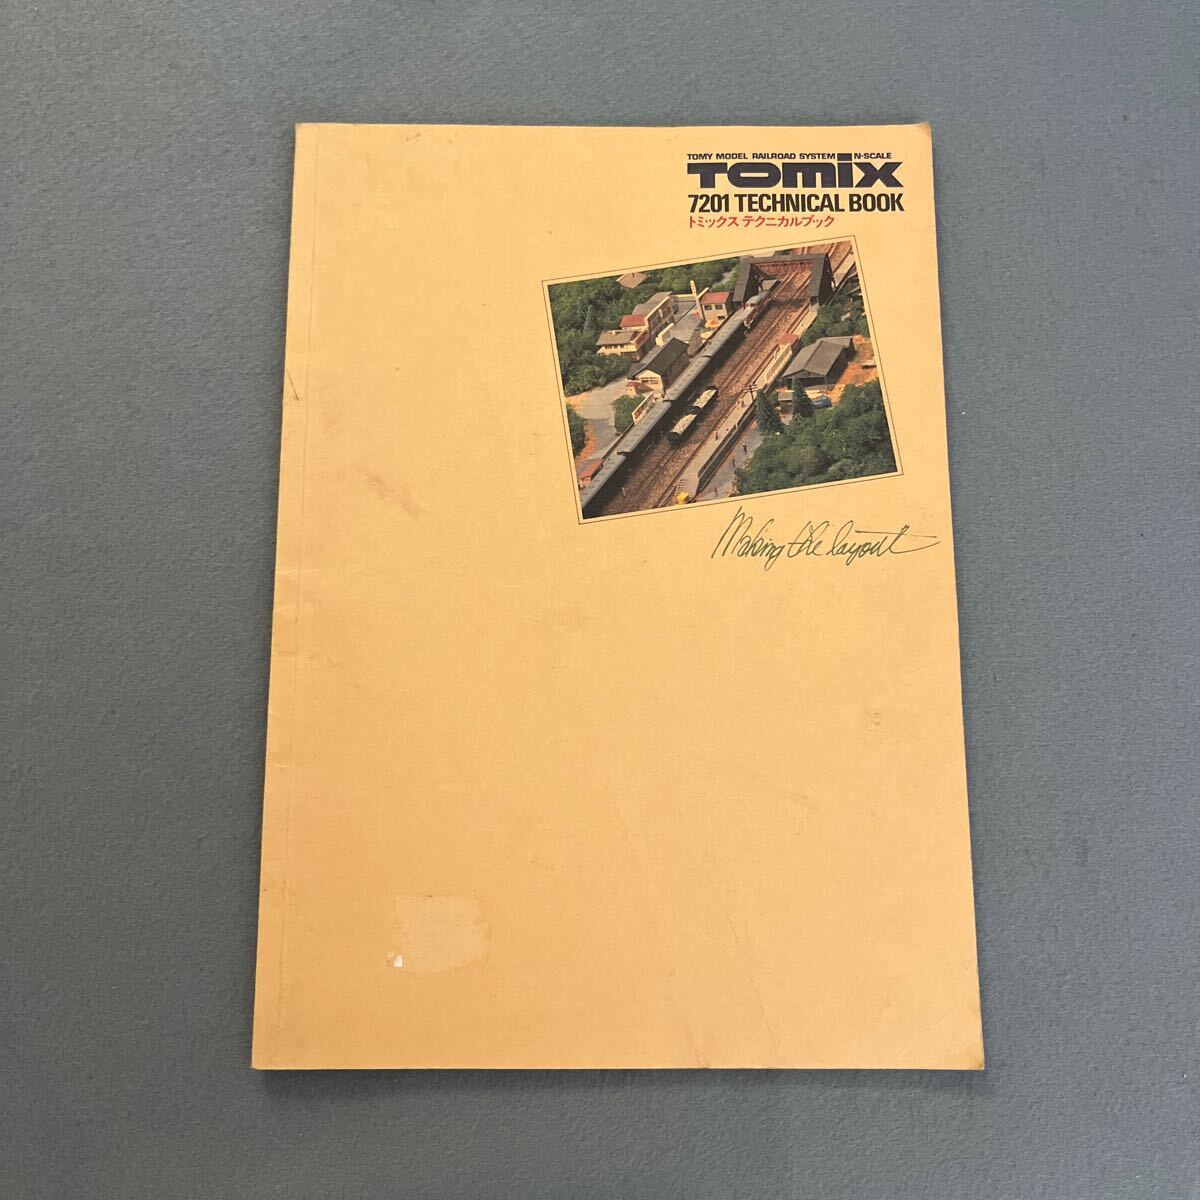 TOMY MODEL RAILROAD SYSTEM N-SCALE
TOMIX
7201 TECHNICAL BOOK
トミックス テクニカルブック
Making the layout